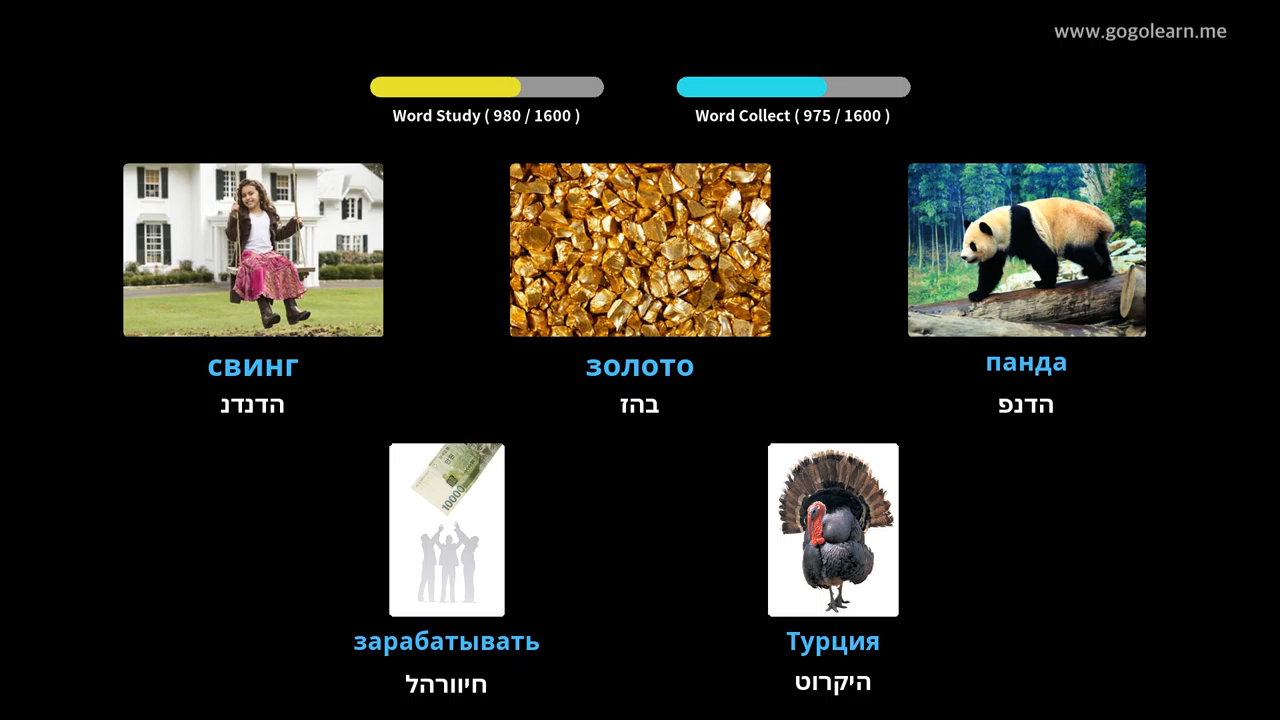 www.gogolearn.me
Word Study ( 980 / 1600 )
Word Collect ( 975 / 1600 )
свинг
הדנדנ
золото
בהז
панда
הדנפ
зарабатывать
חיוורהל
Турция
היקרוט
10000